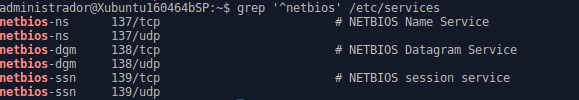 administrador@Xubuntu160464bSP:~$ grep '^netbios' /etc/services
netbios-ns 137/tcp # NETBIOS Name Service
netbios-ns 137/udp
netbios-dgm 138/tcp # NETBIOS Datagram Service
netbios-dgm 138/udp
netbios-ssn 139/tcp # NETBIOS session service
netbios-ssn 139/udp